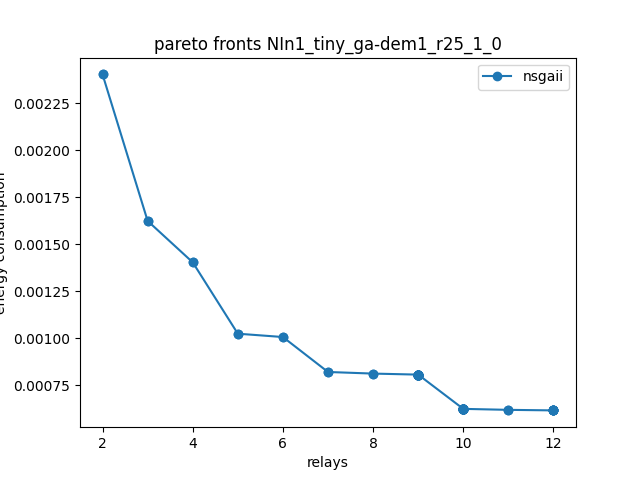 pareto fronts NIn1_tiny_ga-dem1_r25_1_0
nsgaii
0.00225
0.00200
0.00175
0.00150
0.00125
0.00100
0.00075
energy consumption
2 4 6 8 10 12
relays